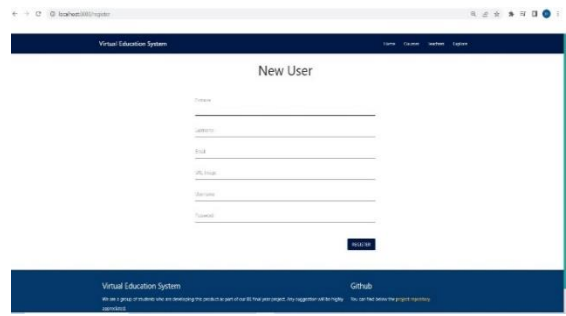 localhost:8080/register
Virtual Education System
Home Courses Teachers Explore
New User
Firstname
Lastname
Email
URL Image
Username
Password
REGISTER
Virtual Education System
Github
We are a group of students who are developing this product as part of our BE final year project. Any suggestion will be highly
appreciated.
You can find below the project repository